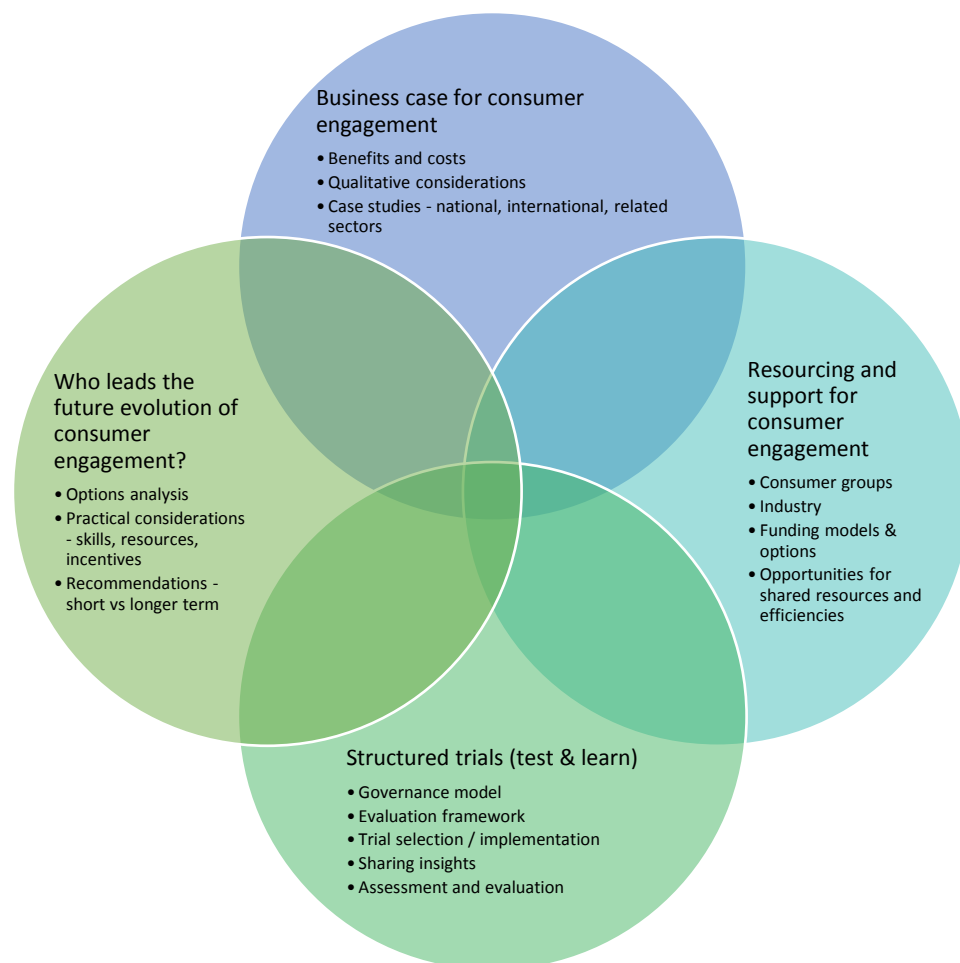 Business case for consumer
engagement
• Benefits and costs
• Qualitative considerations
• Case studies - national, international, related
sectors
Who leads the
future evolution of
consumer
engagement?
• Options analysis
• Practical considerations
- skills, resources,
incentives
• Recommendations -
short vs longer term
Resourcing and
support for
consumer
engagement
• Consumer groups
• Industry
• Funding models &
options
• Opportunities for
shared resources and
efficiencies
Structured trials (test & learn)
• Governance model
• Evaluation framework
• Trial selection / implementation
• Sharing insights
• Assessment and evaluation